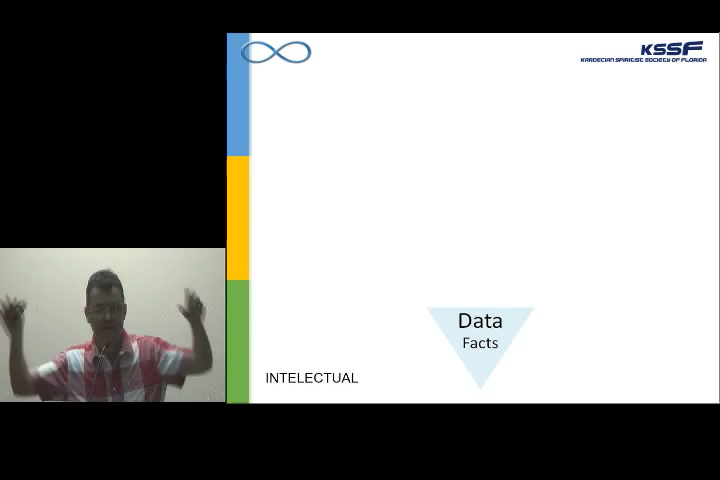 KSSF
KARDECIAN SPIRITIST SOCIETY OF FLORIDA
Data
Facts
INTELECTUAL